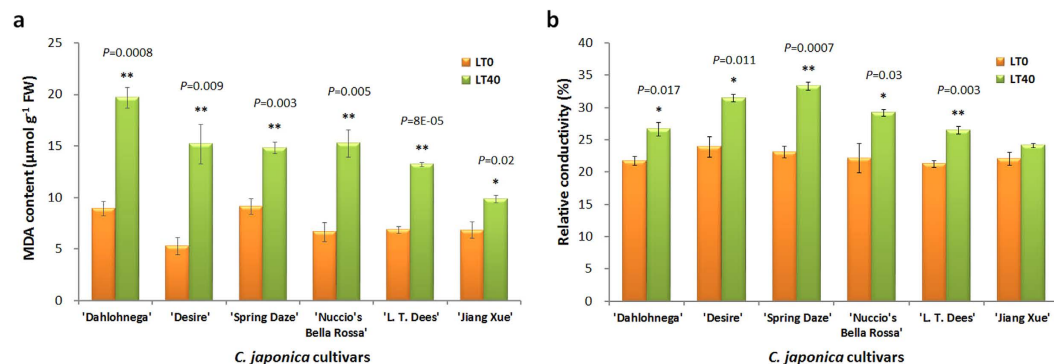 a
MDA content (μmol g⁻¹ FW)
25
20
15
10
5
0
P=0.0008
**
P=0.009
**
P=0.003
**
P=0.005
**
P=8E-05
**
P=0.02
*
LT0
LT40
'Dahlohnega'
'Desire'
'Spring Daze'
'Nuccio's
Bella Rossa'
'L. T. Dees'
'Jiang Xue'
C. japonica cultivars
b
Relative conductivity (%)
40
35
30
25
20
15
10
5
0
P=0.017
*
P=0.011
*
P=0.0007
**
P=0.03
*
P=0.003
**
LT0
LT40
'Dahlohnega'
'Desire'
'Spring Daze'
'Nuccio's
Bella Rossa'
'L. T. Dees'
'Jiang Xue'
C. japonica cultivars